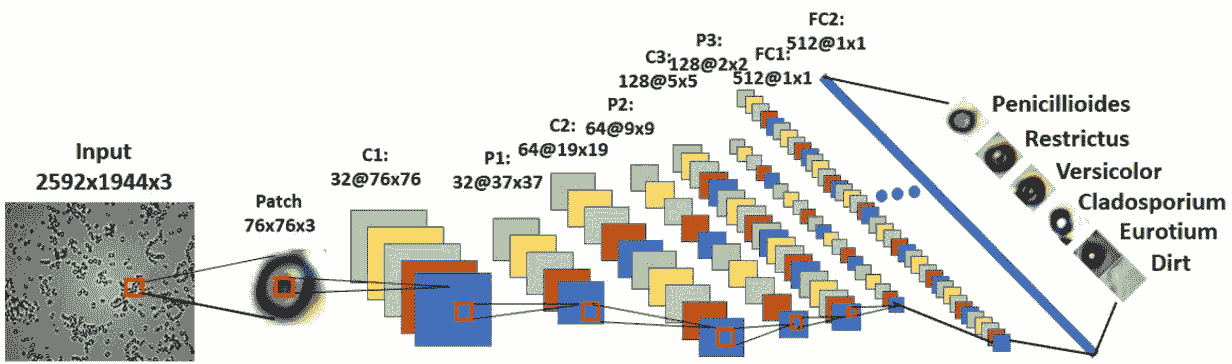 Input
2592x1944x3
Patch
76x76x3
C1:
32@76x76
P1:
32@37x37
C2:
64@19x19
P2:
64@9x9
C3:
128@5x5
P3:
128@2x2
FC1:
512@1x1
FC2:
512@1x1
Penicillioides
Restrictus
Versicolor
Cladosporium
Eurotium
Dirt